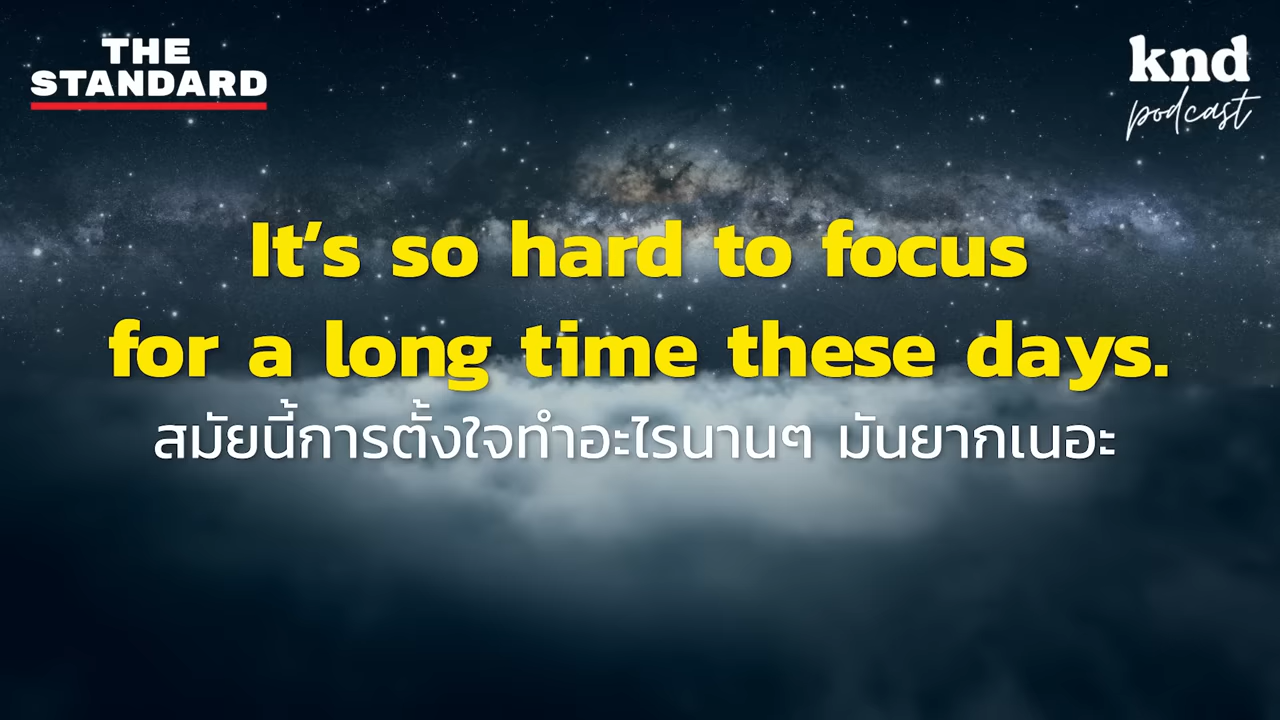 THE
STANDARD
knd
podcast
It’s so hard to focus
for a long time these days.
สมัยนี้การตั้งใจทำอะไรนานๆ มันยากเนอะ